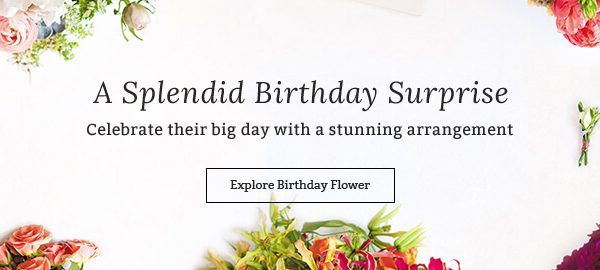 A Splendid Birthday Surprise
Celebrate their big day with a stunning arrangement
Explore Birthday Flower